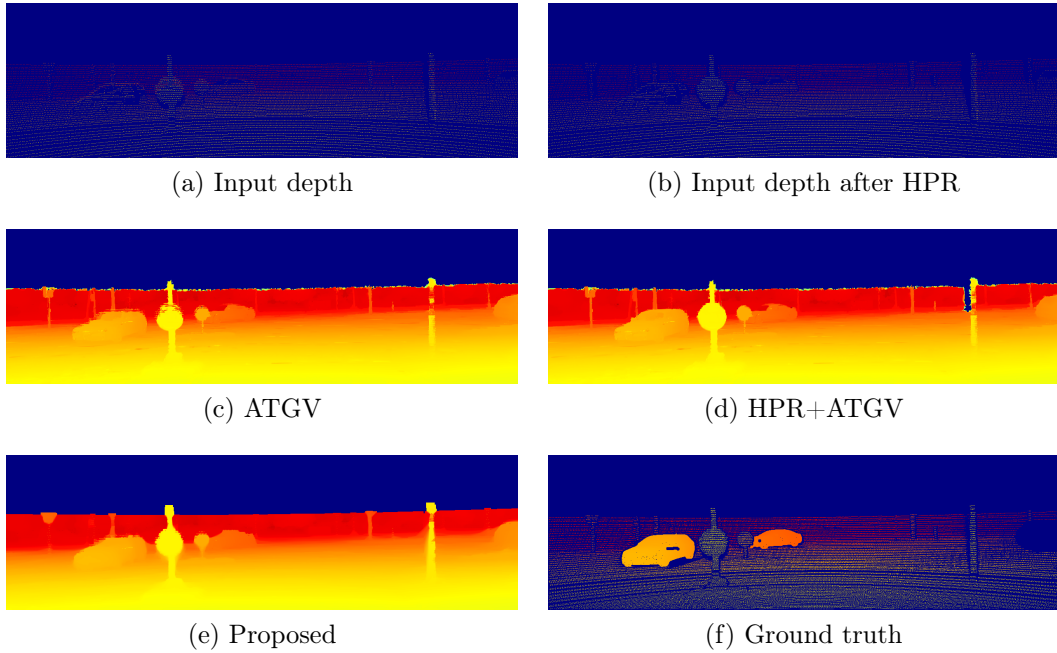 (a) Input depth
(b) Input depth after HPR
(c) ATGV
(d) HPR+ATGV
(e) Proposed
(f) Ground truth